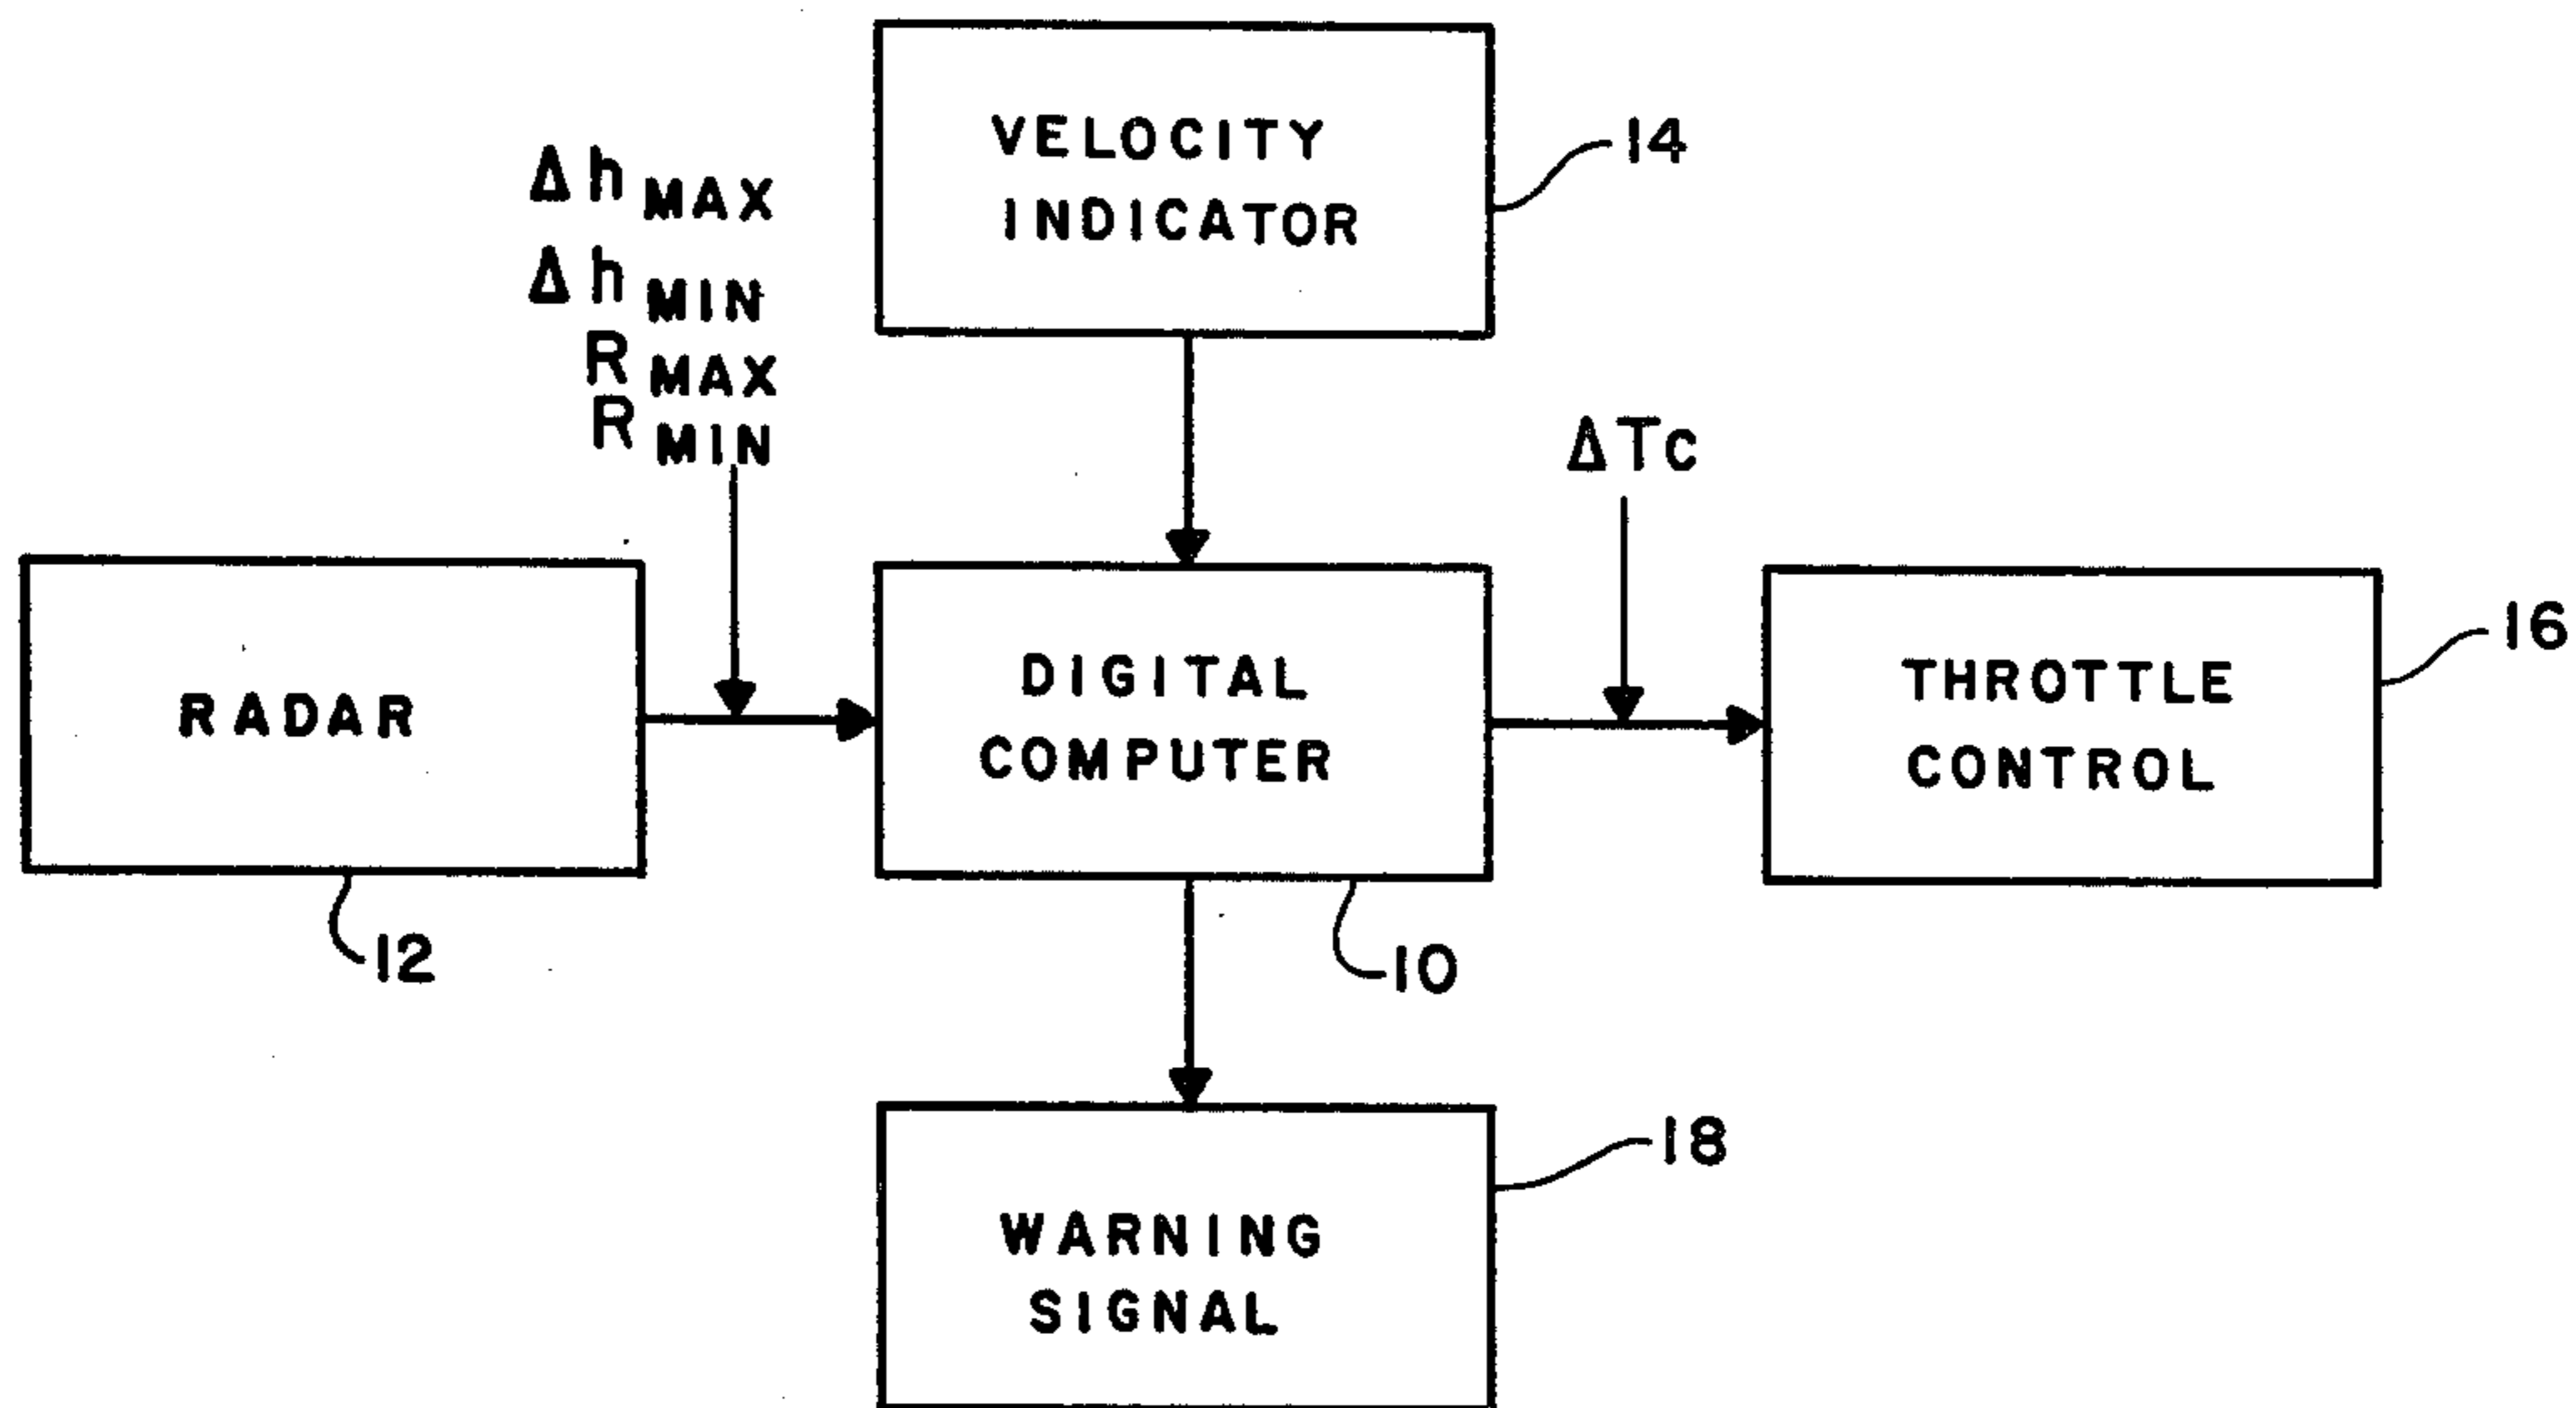 VELOCITY
INDICATOR
14
Δh MAX
Δh MIN
R MAX
R MIN
ΔTc
RADAR
12
DIGITAL
COMPUTER
10
THROTTLE
CONTROL
16
WARNING
SIGNAL
18